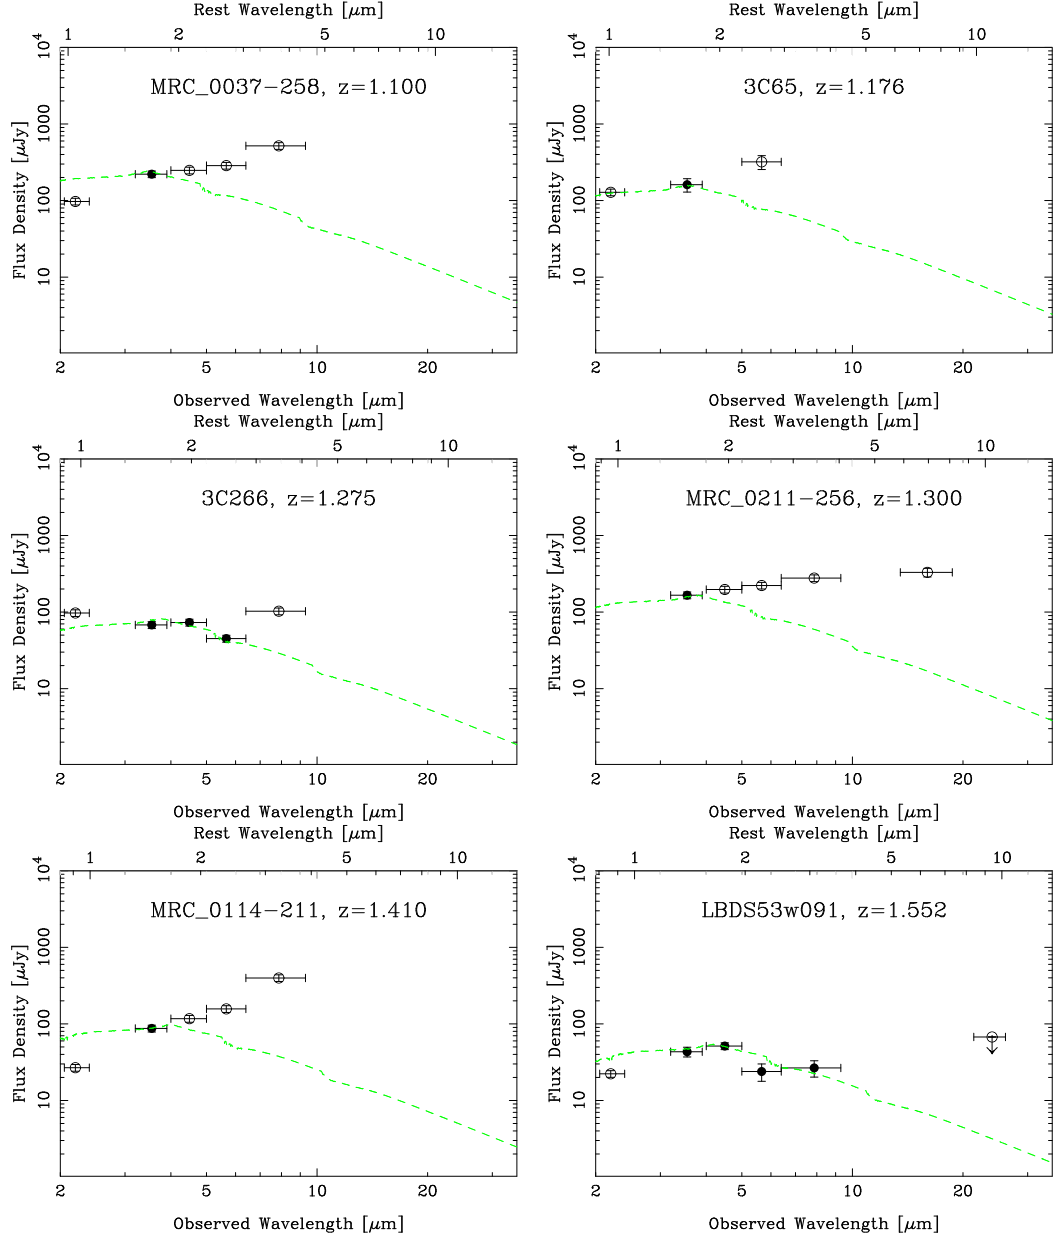 Rest Wavelength [μm]
1 2 5 10
MRC_0037−258, z=1.100
Flux Density [μJy]
10 100 1000 10^4
2 5 10 20
Observed Wavelength [μm]
Rest Wavelength [μm]
1 2 5 10
3C65, z=1.176
Flux Density [μJy]
10 100 1000 10^4
2 5 10 20
Observed Wavelength [μm]
Rest Wavelength [μm]
1 2 5 10
3C266, z=1.275
Flux Density [μJy]
10 100 1000 10^4
2 5 10 20
Observed Wavelength [μm]
Rest Wavelength [μm]
1 2 5 10
MRC_0211−256, z=1.300
Flux Density [μJy]
10 100 1000 10^4
2 5 10 20
Observed Wavelength [μm]
Rest Wavelength [μm]
1 2 5 10
MRC_0114−211, z=1.410
Flux Density [μJy]
10 100 1000 10^4
2 5 10 20
Observed Wavelength [μm]
Rest Wavelength [μm]
1 2 5 10
LBDS53w091, z=1.552
Flux Density [μJy]
10 100 1000 10^4
2 5 10 20
Observed Wavelength [μm]